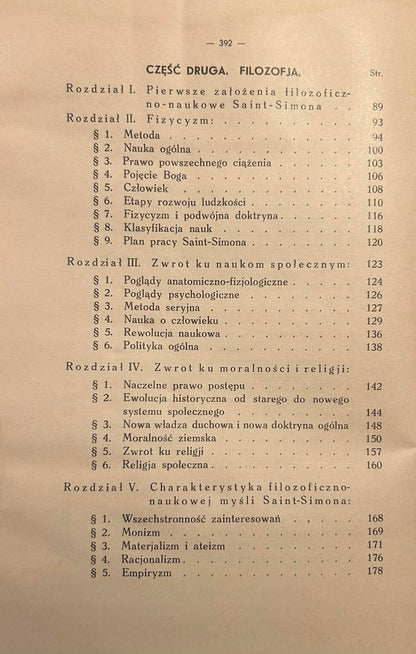 — 392 —
CZĘŚĆ DRUGA. FILOZOFJA. Str.
Rozdział I. Pierwsze założenia filozoficz-
no-naukowe Saint-Simona . . 89
Rozdział II. Fizycyzm: . . . . . . . . . 93
§ 1. Metoda . . . . . . . . . . . . . 94
§ 2. Nauka ogólna . . . . . . . . . . 100
§ 3. Prawo powszechnego ciążenia . . . . . 103
§ 4. Pojęcie Boga . . . . . . . . . . 106
§ 5. Człowiek . . . . . . . . . . . . 108
§ 6. Etapy rozwoju ludzkości . . . . . . . 110
§ 7. Fizycyzm i podwójna doktryna . . . . . 116
§ 8. Klasyfikacja nauk . . . . . . . . . 118
§ 9. Plan pracy Saint-Simona . . . . . . . 120
Rozdział III. Zwrot ku naukom społecznym: 123
§ 1. Poglądy anatomiczno-fizjologiczne . . . . 124
§ 2. Poglądy psychologiczne . . . . . . . 126
§ 3. Metoda seryjna . . . . . . . . . . 127
§ 4. Nauka o człowieku . . . . . . . . . 129
§ 5. Rewolucja naukowa . . . . . . . . . 136
§ 6. Polityka ogólna . . . . . . . . . . 138
Rozdział IV. Zwrot ku moralności i religji:
§ 1. Naczelne prawo postępu . . . . . . . 142
§ 2. Ewolucja historyczna od starego do nowego
systemu społecznego . . . . . . . . 144
§ 3. Nowa władza duchowa i nowa doktryna ogólna 148
§ 4. Moralność ziemska . . . . . . . . . 150
§ 5. Zwrot ku religji . . . . . . . . . . 157
§ 6. Religja społeczna . . . . . . . . . . 160
Rozdział V. Charakterystyka filozoficzno-
naukowej myśli Saint-Simona:
§ 1. Wszechstronność zainteresowań . . . . . 168
§ 2. Monizm . . . . . . . . . . . . . 169
§ 3. Materjalizm i ateizm . . . . . . . . 171
§ 4. Racjonalizm . . . . . . . . . . . . 176
§ 5. Empiryzm . . . . . . . . . . . . 178